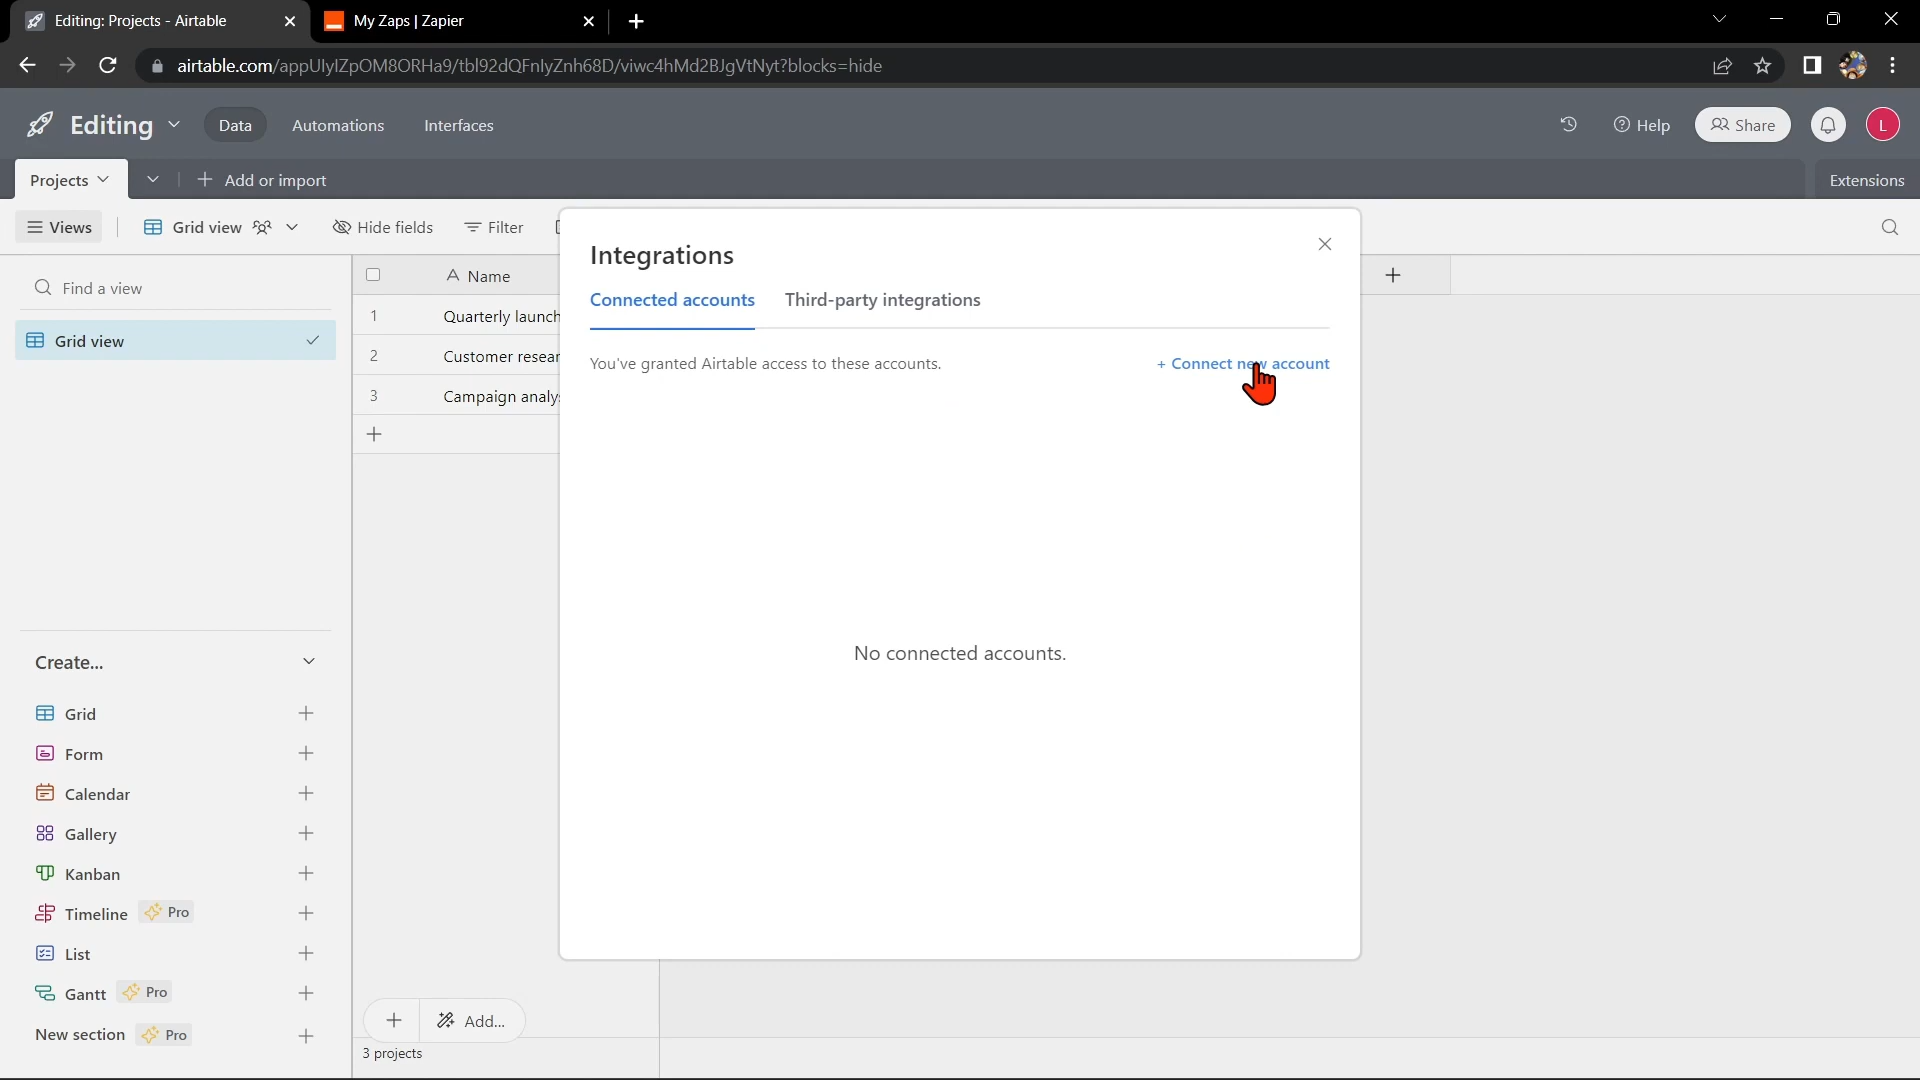 Editing: Projects - Airtable
My Zaps | Zapier
airtable.com/appUlyIZpOM8ORHa9/tbl92dQFnlyZnh68D/viwc4hMd2BJgVtNyt?blocks=hide
Editing
Data
Automations
Interfaces
Help
Share
L
Projects
Add or import
Extensions
Views
Grid view
Hide fields
Filter
Find a view
Grid view
Name
1 Quarterly launch
2 Customer resear
3 Campaign analy
Integrations
Connected accounts
Third-party integrations
You've granted Airtable access to these accounts.
+ Connect new account
No connected accounts.
Create...
Grid
Form
Calendar
Gallery
Kanban
Timeline Pro
List
Gantt Pro
New section Pro
Add...
3 projects